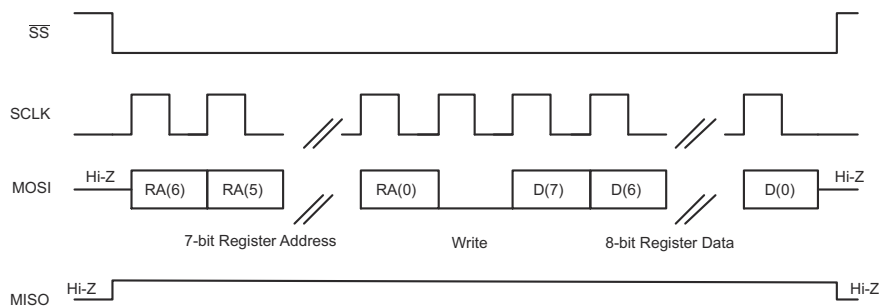 SS
SCLK
MOSI Hi-Z RA(6) RA(5) RA(0) D(7) D(6) D(0) Hi-Z
7-bit Register Address Write 8-bit Register Data
MISO Hi-Z Hi-Z